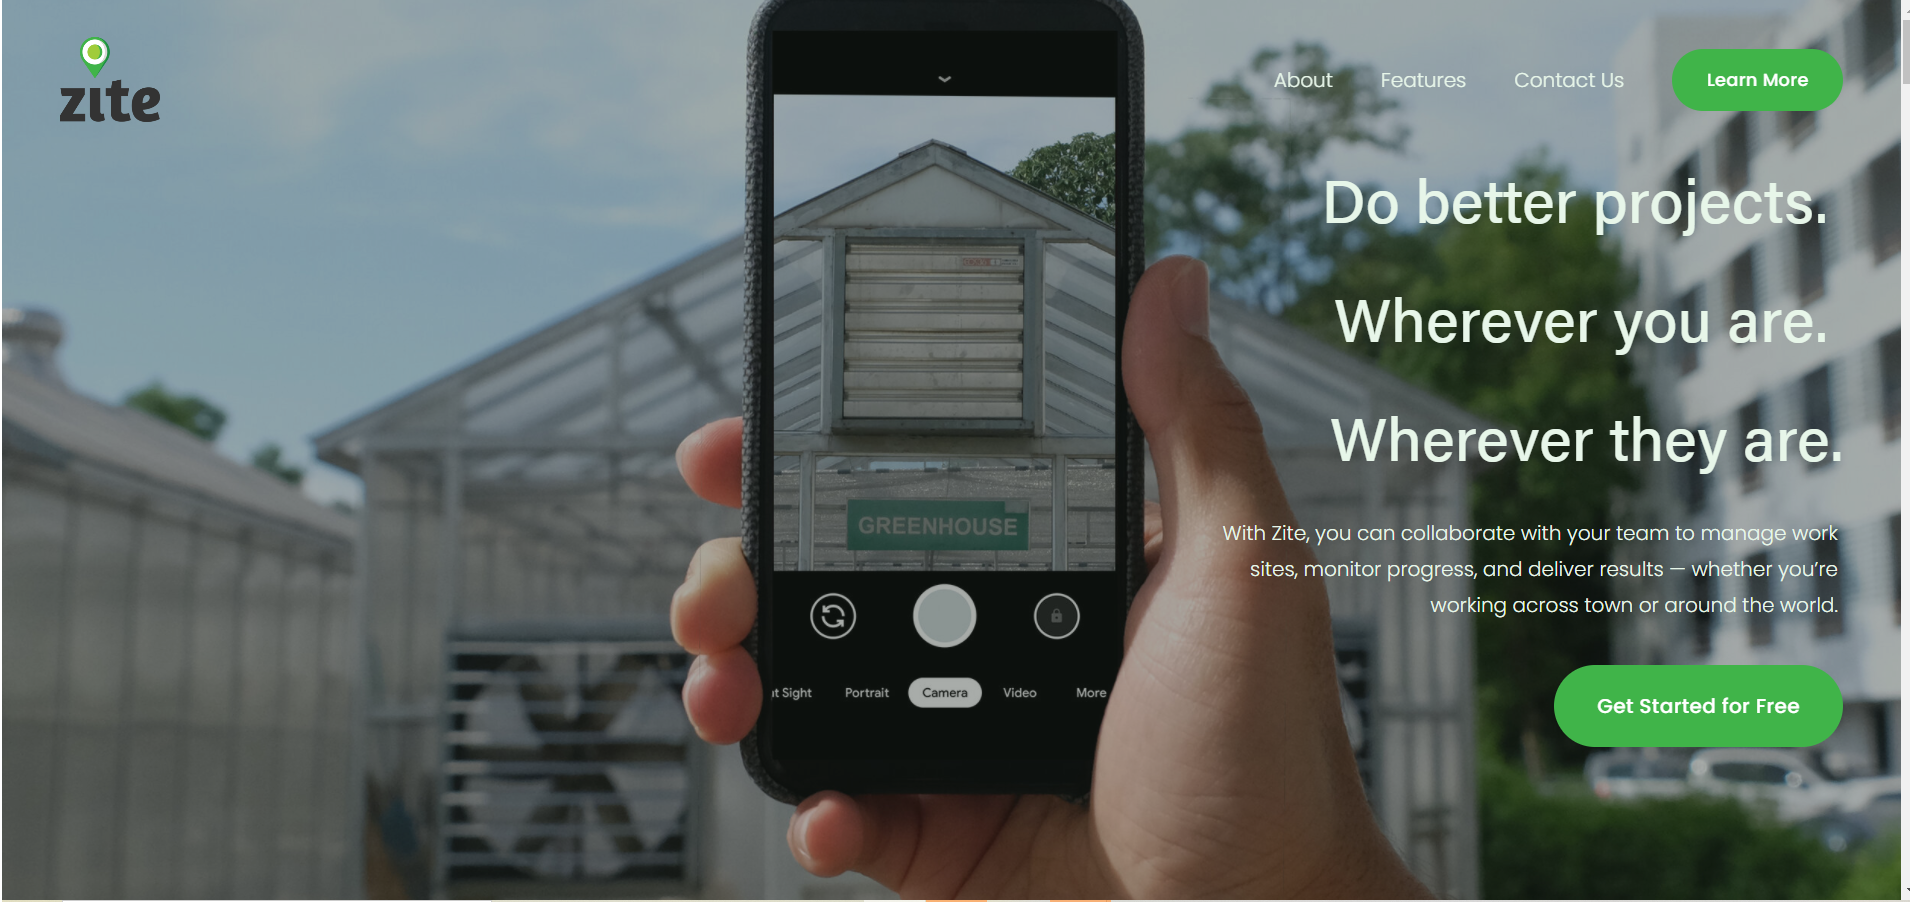 zite
About Features Contact Us Learn More
Do better projects.
Wherever you are.
Wherever they are.
With Zite, you can collaborate with your team to manage work
sites, monitor progress, and deliver results — whether you're
working across town or around the world.
Get Started for Free
GREENHOUSE
t Sight Portrait Camera Video More